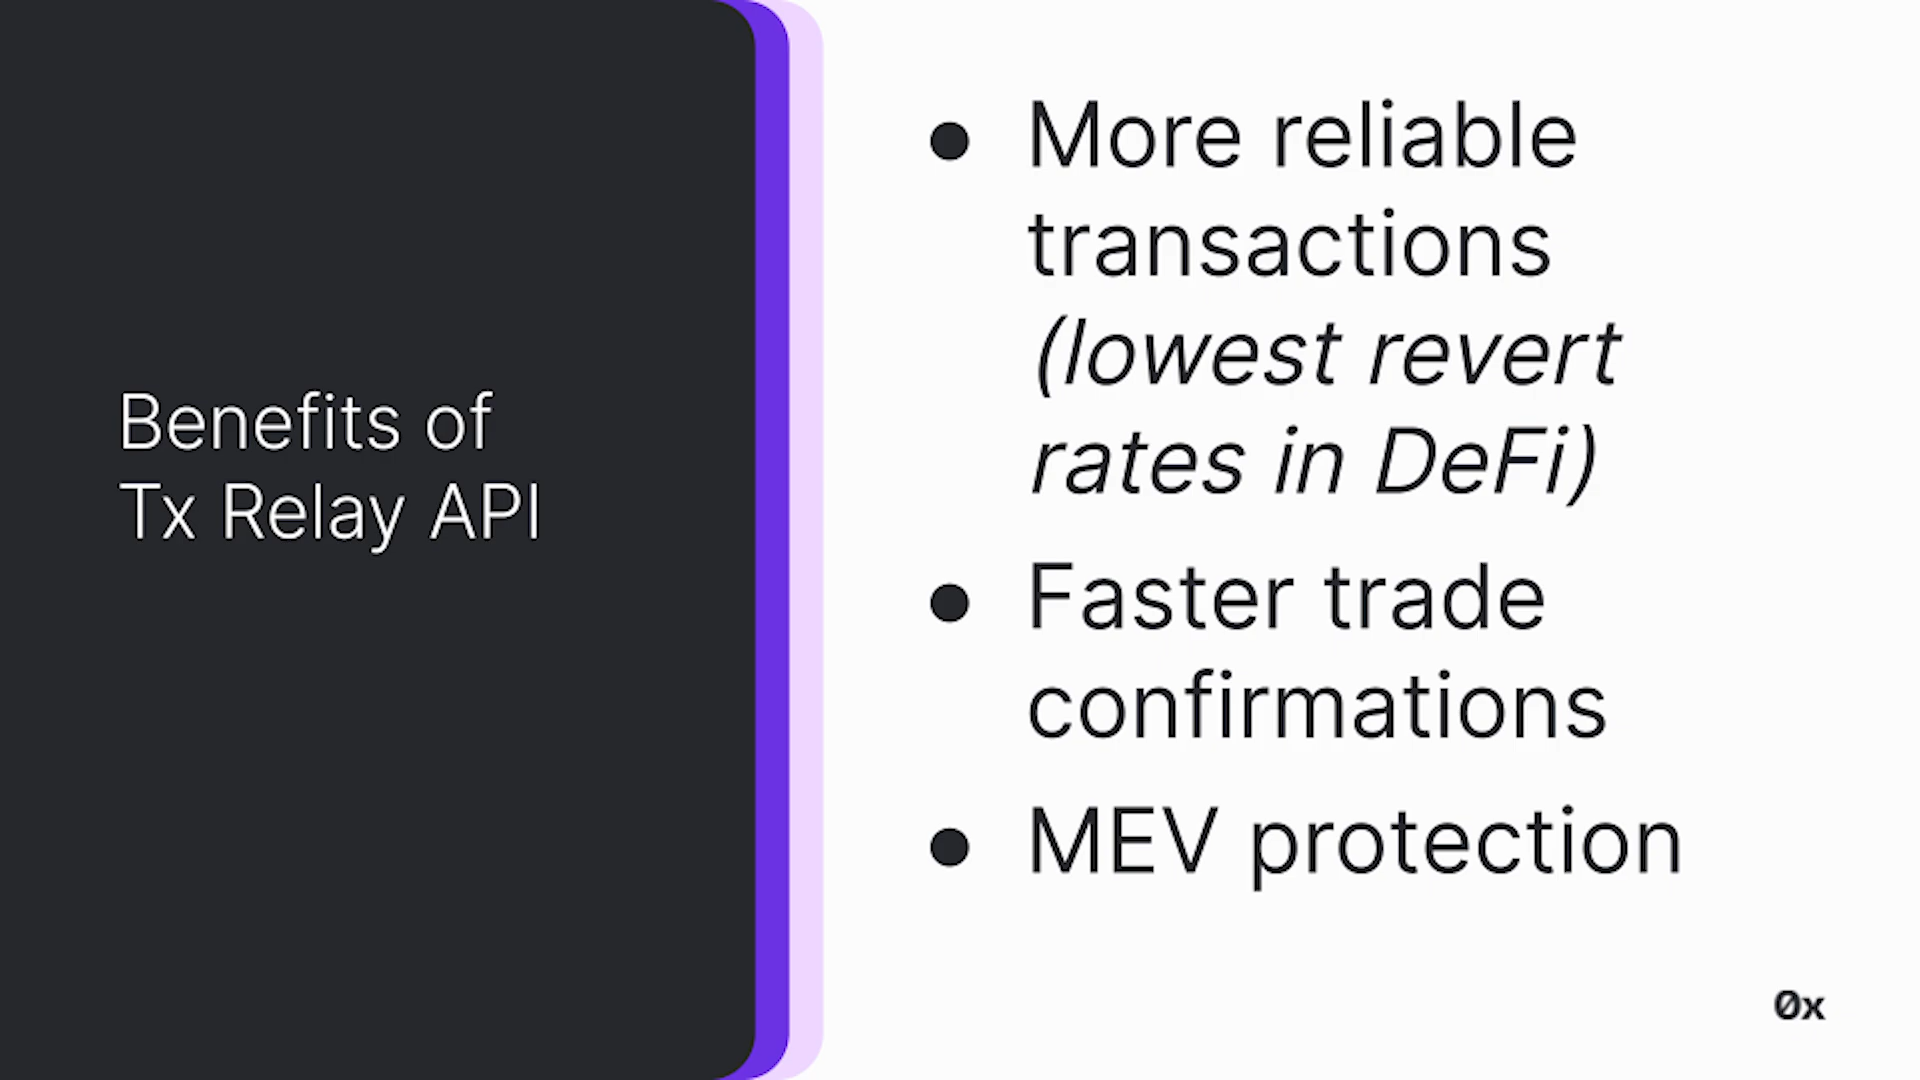 Benefits of
Tx Relay API
● More reliable
transactions
(lowest revert
rates in DeFi)
● Faster trade
confirmations
● MEV protection
0x